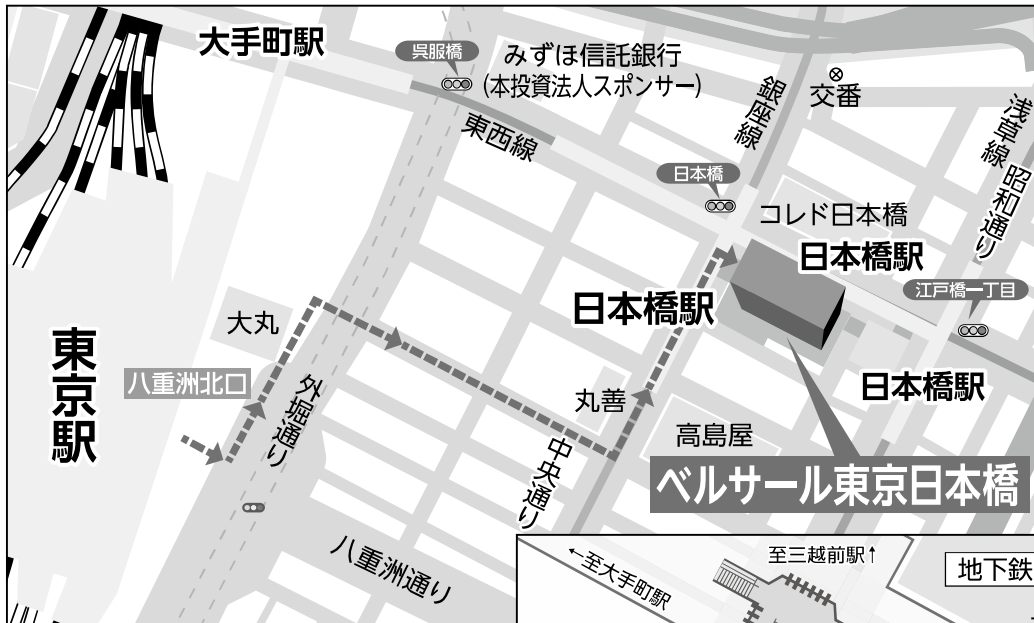 大手町駅
呉服橋
みずほ信託銀行
(本投資法人スポンサー)
東西線
銀座線
交番
浅草線
昭和通り
日本橋
コレド日本橋
日本橋駅
江戸橋一丁目
日本橋駅
大丸
東京駅
八重洲北口
外堀通り
丸善
日本橋駅
高島屋
中央通り
ベルサール東京日本橋
八重洲通り
←至大手町駅
至三越前駅↑
地下鉄